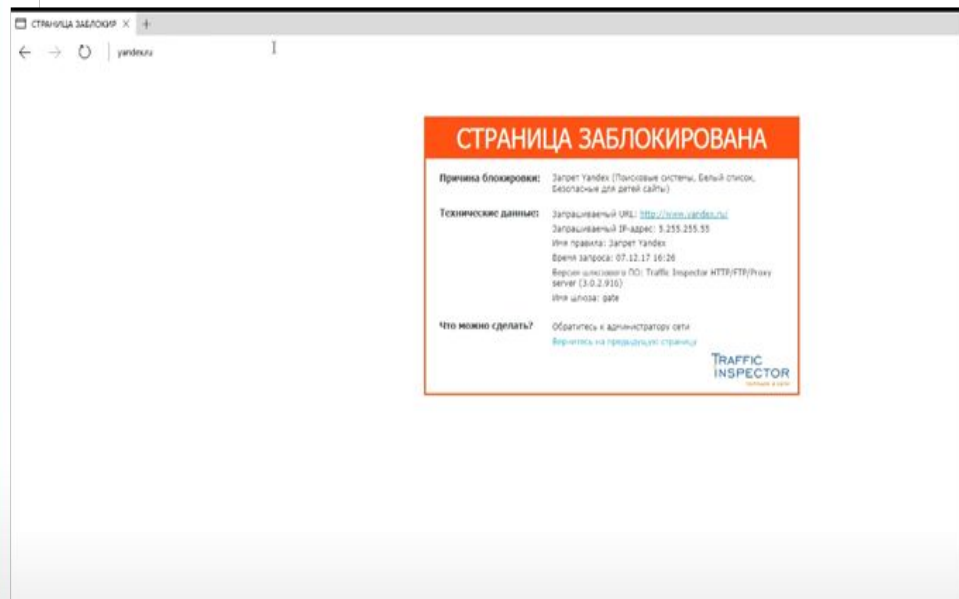 СТРАНИЦА ЗАБЛОКИР
yandex.ru
СТРАНИЦА ЗАБЛОКИРОВАНА
Причина блокировки: Запрет Yandex (Поисковые системы, Белый список,
Безопасные для детей сайты)
Технические данные: Запрашиваемый URL: http://www.yandex.ru/
Запрашиваемый IP-адрес: 5.255.255.55
Имя правила: Запрет Yandex
Время запроса: 07.12.17 16:26
Версия шлюзового ПО: Traffic Inspector HTTP/FTP/Proxy
server (3.0.2.916)
Имя шлюза: gate
Что можно сделать? Обратитесь к администратору сети
Вернитесь на предыдущую страницу
TRAFFIC
INSPECTOR